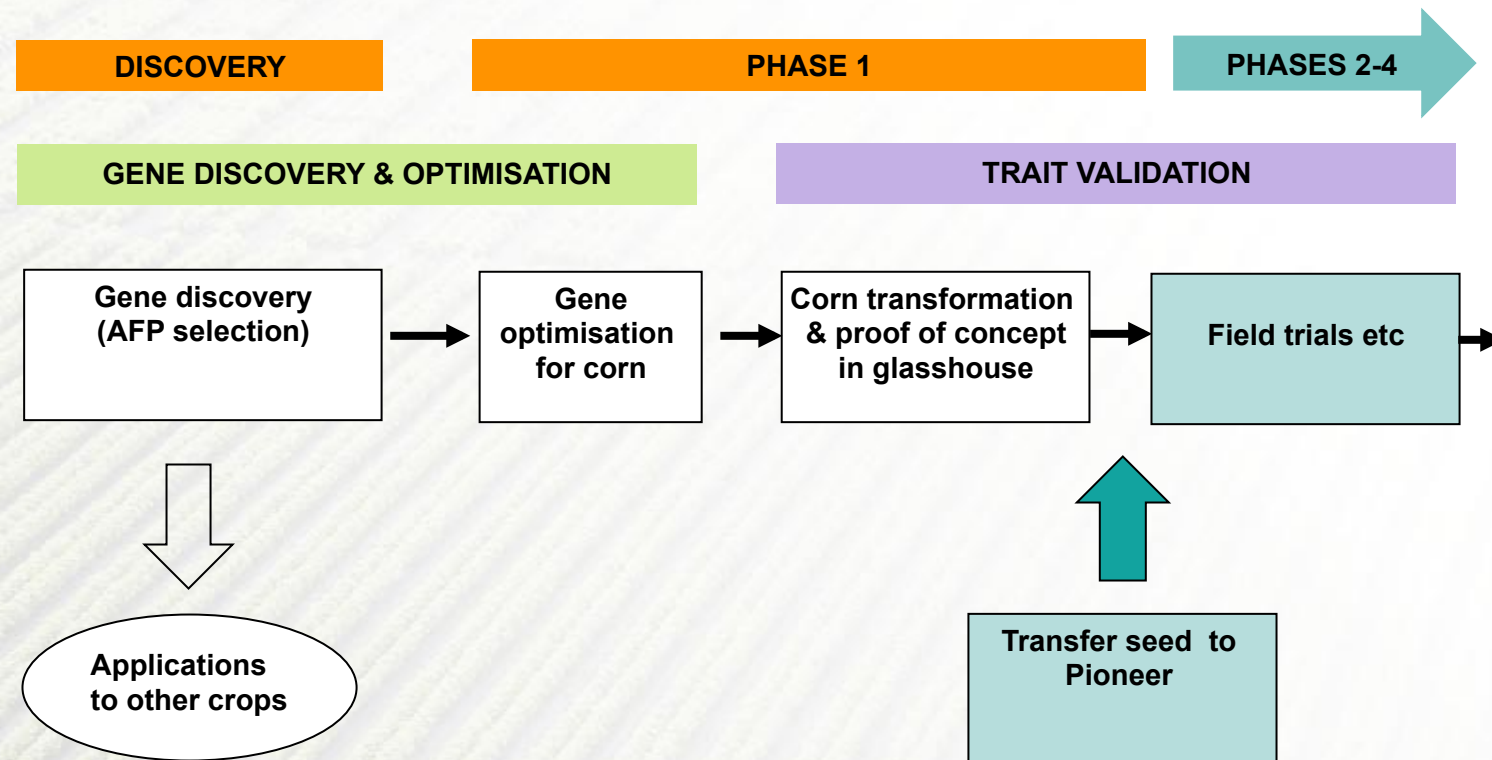 DISCOVERY
PHASE 1
PHASES 2-4
GENE DISCOVERY & OPTIMISATION
TRAIT VALIDATION
Gene discovery
(AFP selection)
Gene
optimisation
for corn
Corn transformation
& proof of concept
in glasshouse
Field trials etc
Applications
to other crops
Transfer seed to
Pioneer